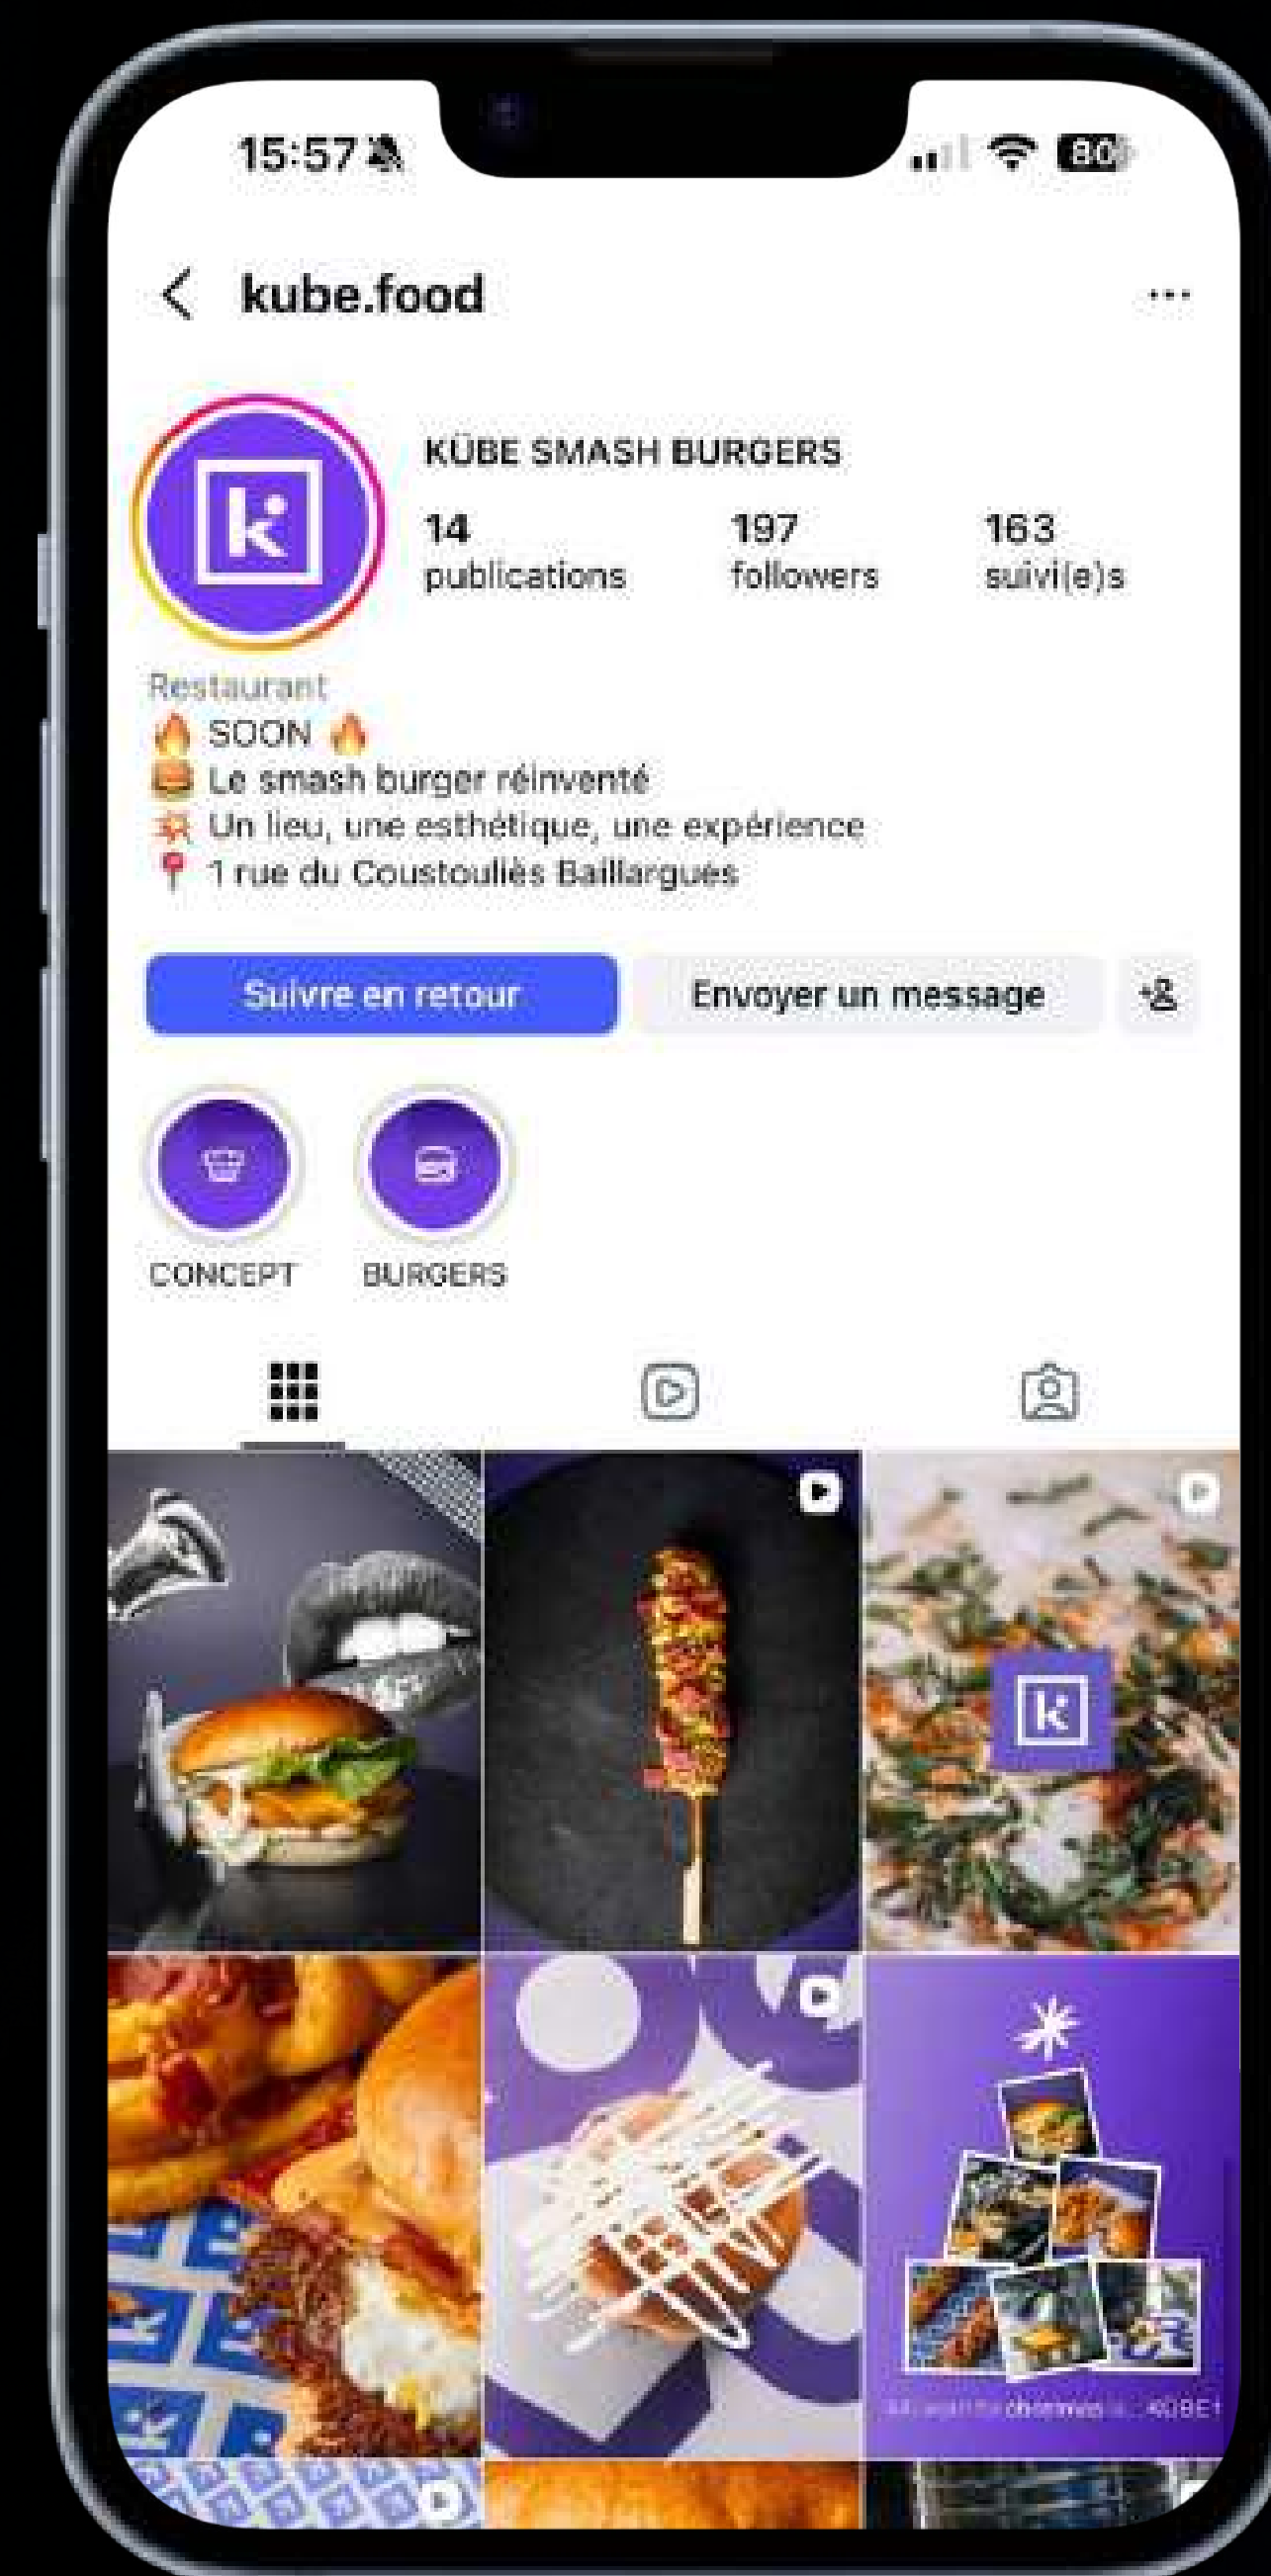 15:57
80
kube.food
k
KÜBE SMASH BURGERS
14 197 163
publications followers suivi(e)s
Restaurant
🔥 SOON 🔥
🍔 Le smash burger réinventé
💥 Un lieu, une esthétique, une expérience
📍 1 rue du Coustouliès Baillargues
Suivre en retour Envoyer un message
CONCEPT BURGERS
k
christmas KÜBE